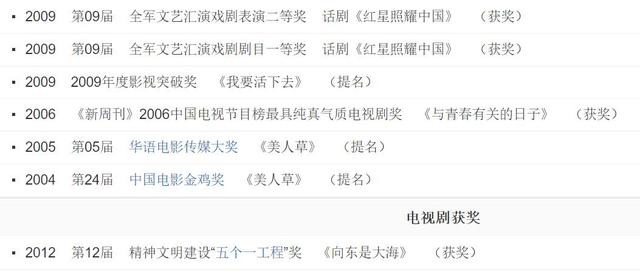 ▪ 2009 第09届 全军文艺汇演戏剧表演二等奖 话剧《红星照耀中国》 （获奖）
▪ 2009 第09届 全军文艺汇演戏剧剧目一等奖 话剧《红星照耀中国》 （获奖）
▪ 2009 2009年度影视突破奖 《我要活下去》 （提名）
▪ 2006 《新周刊》2006中国电视节目榜最具纯真气质电视剧奖 《与青春有关的日子》 （获奖）
▪ 2005 第05届 华语电影传媒大奖 《美人草》 （提名）
▪ 2004 第24届 中国电影金鸡奖 《美人草》 （提名）
电视剧获奖
▪ 2012 第12届 精神文明建设“五个一工程”奖 《向东是大海》 （获奖）